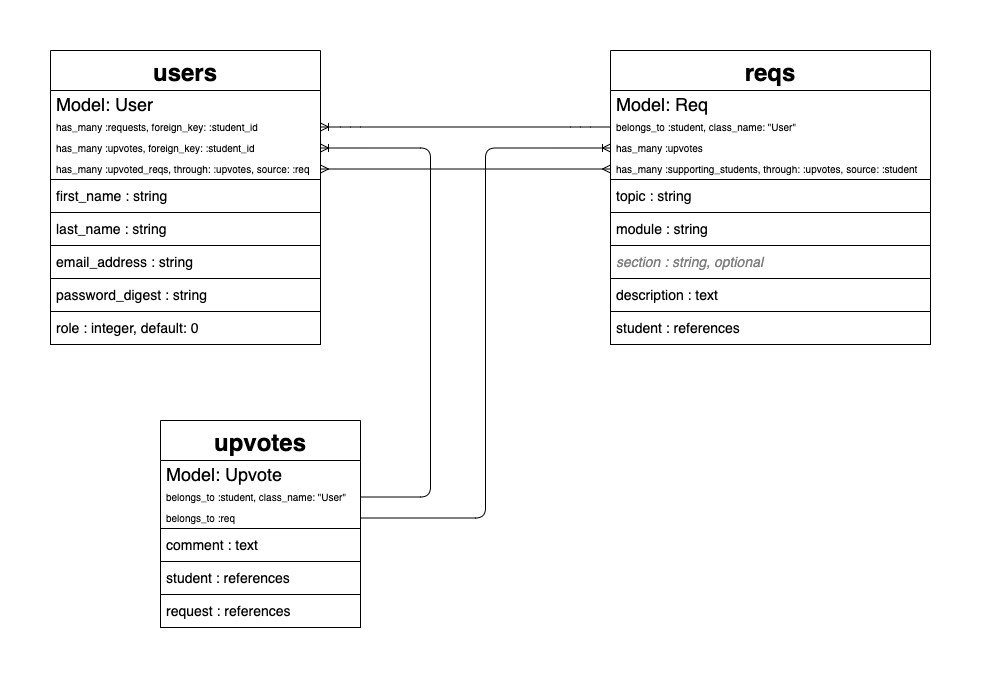 users
Model: User
has_many :requests, foreign_key: :student_id
has_many :upvotes, foreign_key: :student_id
has_many :upvoted_reqs, through: :upvotes, source: :req
first_name : string
last_name : string
email_address : string
password_digest : string
role : integer, default: 0
reqs
Model: Req
belongs_to :student, class_name: "User"
has_many :upvotes
has_many :supporting_students, through: :upvotes, source: :student
topic : string
module : string
section : string, optional
description : text
student : references
upvotes
Model: Upvote
belongs_to :student, class_name: "User"
belongs_to :req
comment : text
student : references
request : references